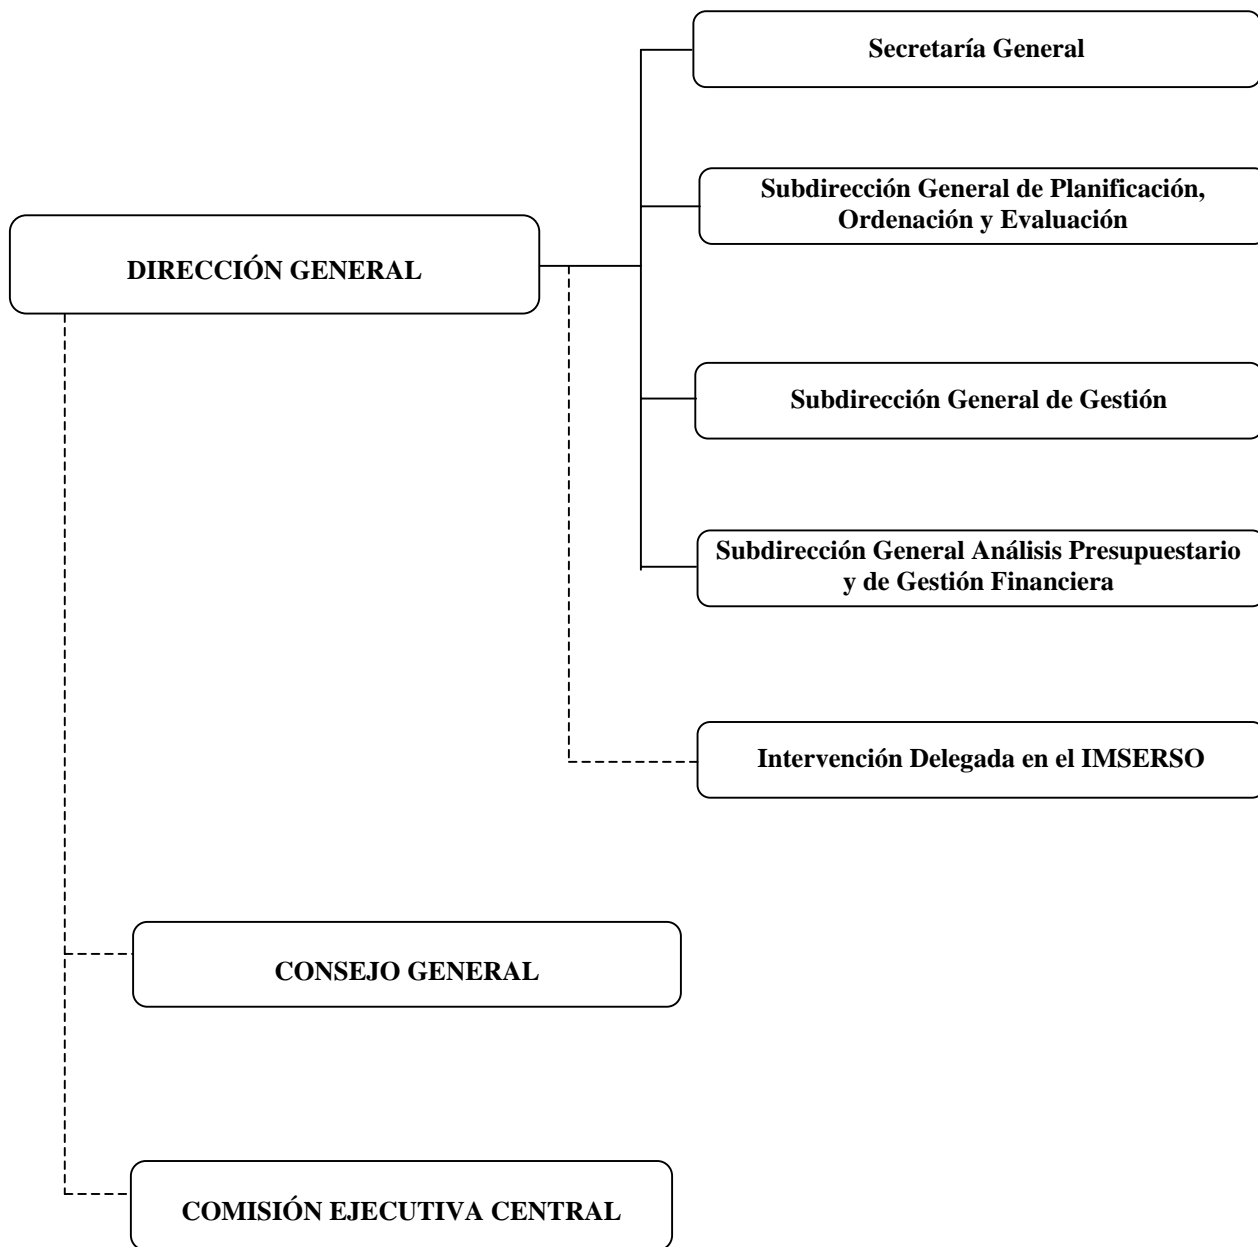 Secretaría General
Subdirección General de Planificación,
Ordenación y Evaluación
DIRECCIÓN GENERAL
Subdirección General de Gestión
Subdirección General Análisis Presupuestario
y de Gestión Financiera
Intervención Delegada en el IMSERSO
CONSEJO GENERAL
COMISIÓN EJECUTIVA CENTRAL